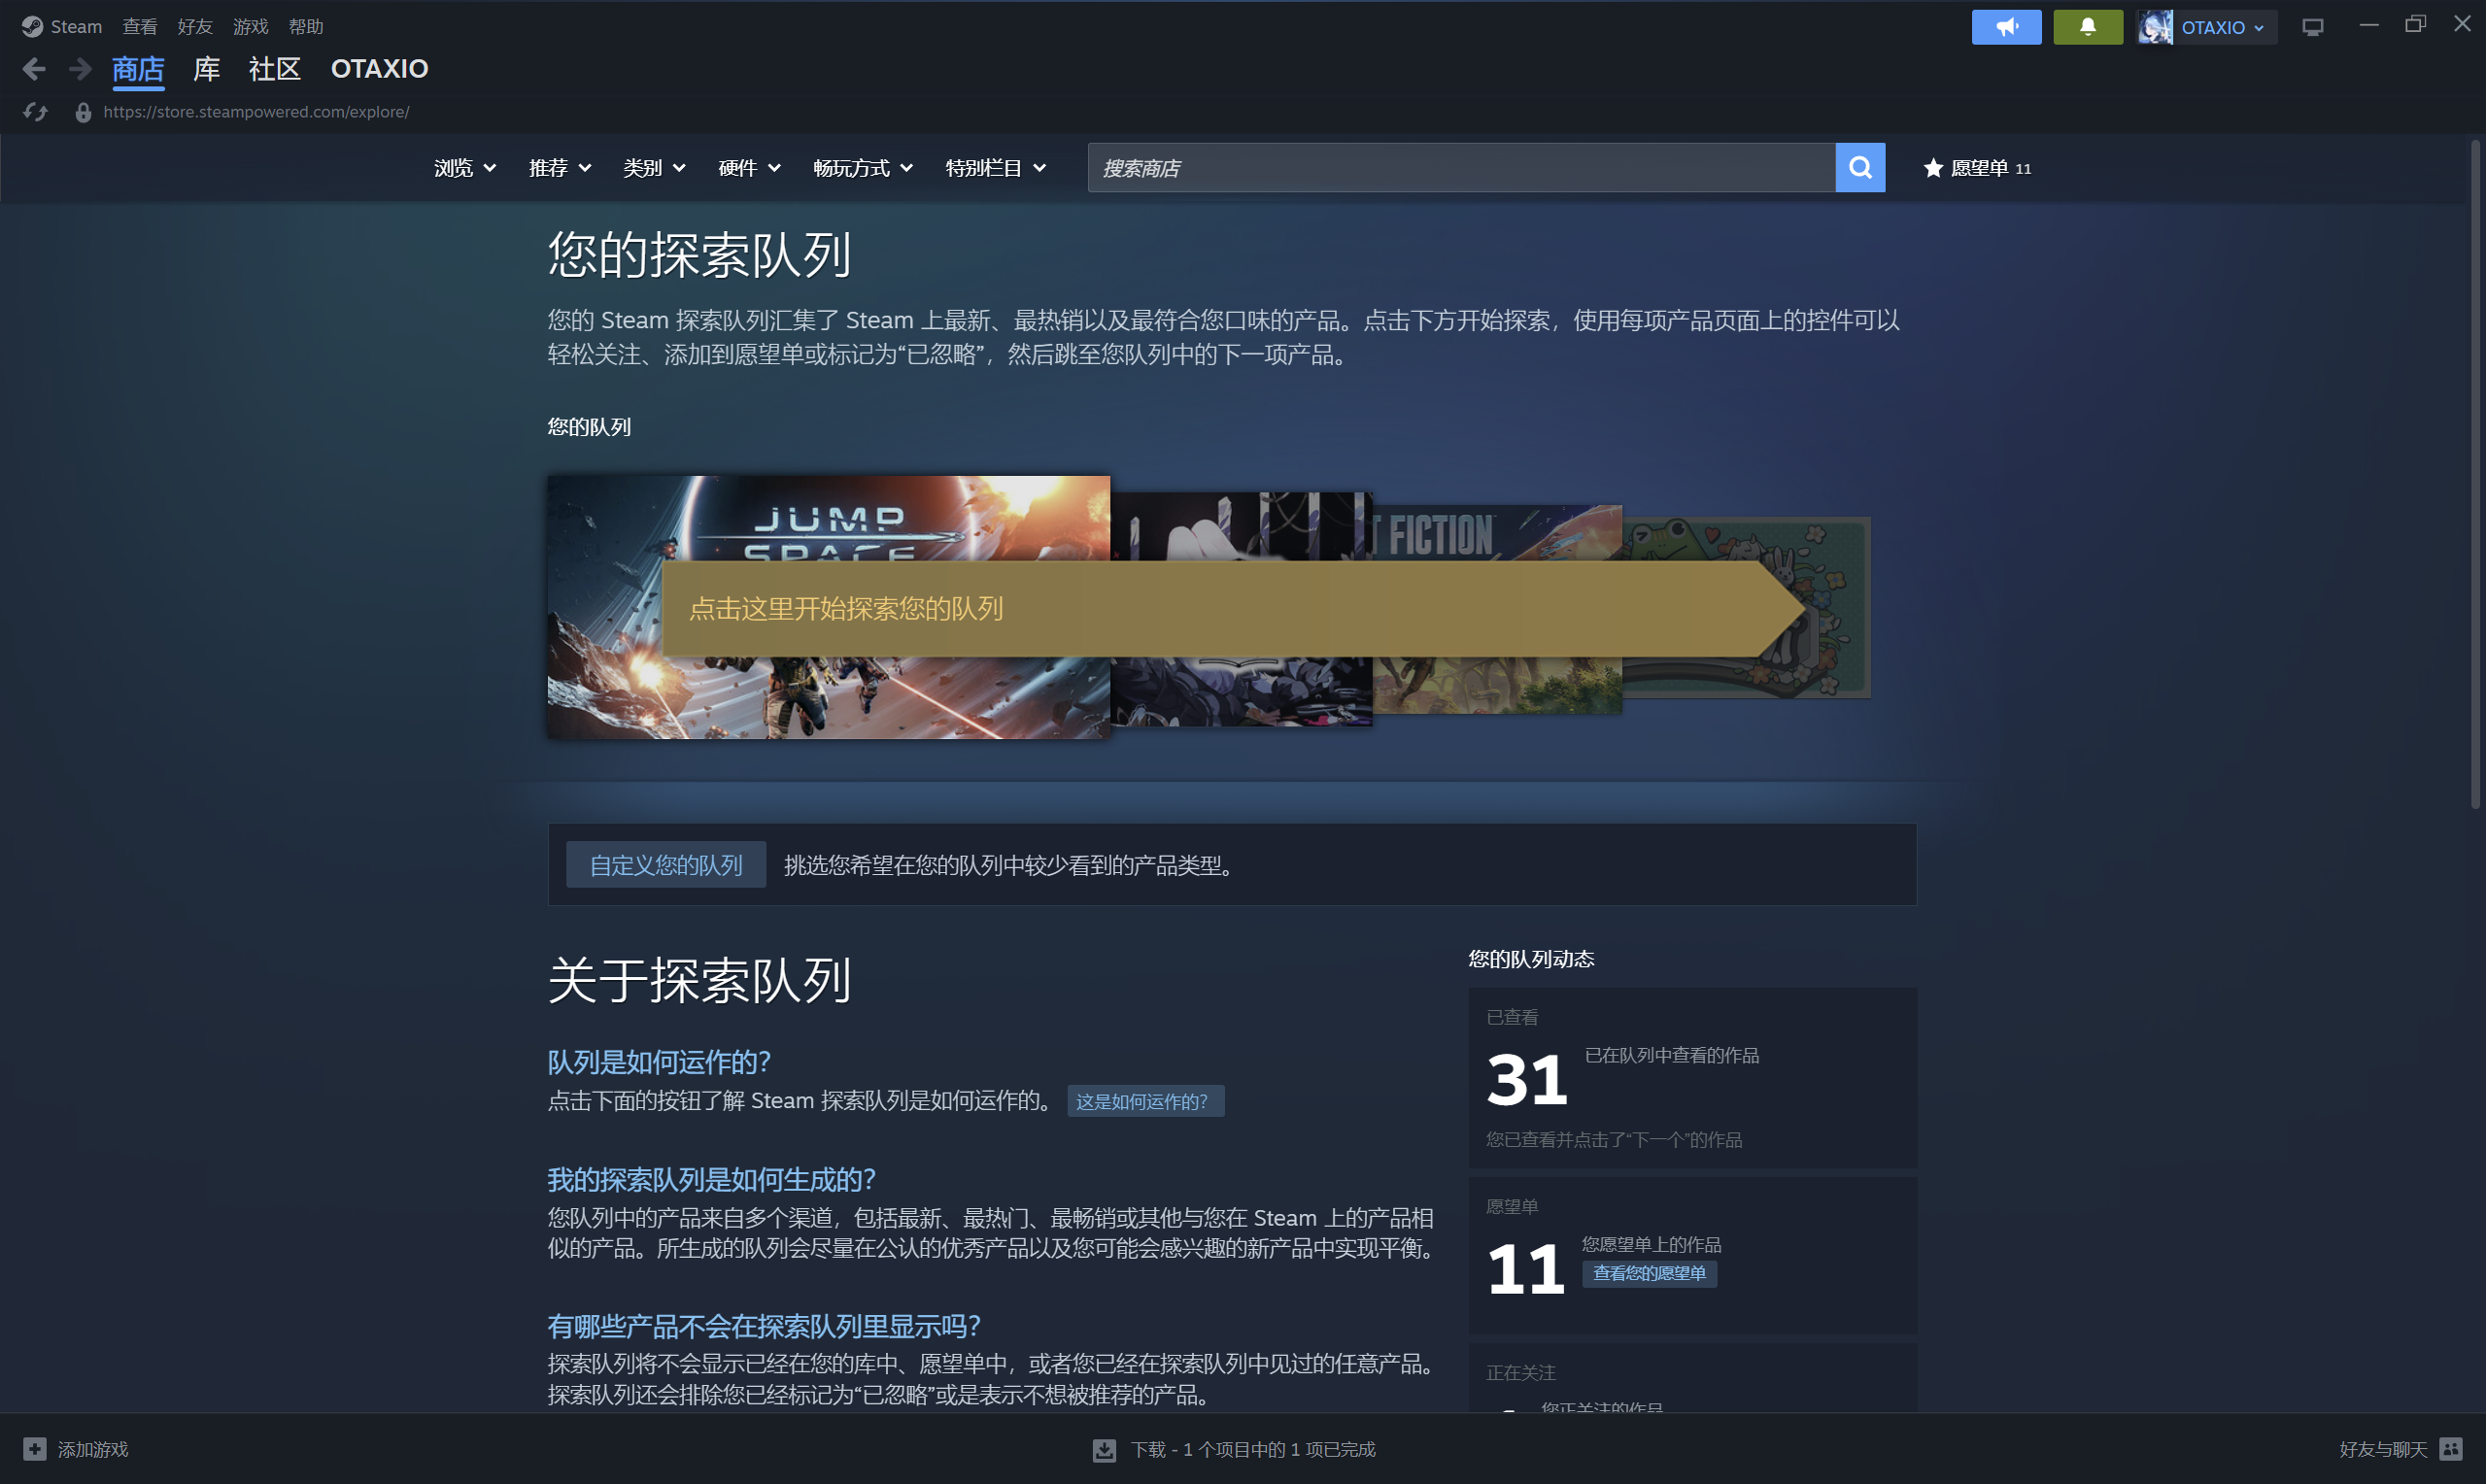 Steam 查看 好友 游戏 帮助
OTAXIO
商店 库 社区 OTAXIO
https://store.steampowered.com/explore/
浏览 推荐 类别 硬件 畅玩方式 特别栏目
搜索商店
愿望单 11
您的探索队列
您的 Steam 探索队列汇集了 Steam 上最新、最热销以及最符合您口味的产品。点击下方开始探索，使用每项产品页面上的控件可以
轻松关注、添加到愿望单或标记为“已忽略”，然后跳至您队列中的下一项产品。
您的队列
JUMP
SPACE
FICTION
点击这里开始探索您的队列
自定义您的队列 挑选您希望在您的队列中较少看到的产品类型。
关于探索队列
队列是如何运作的？
点击下面的按钮了解 Steam 探索队列是如何运作的。 这是如何运作的？
我的探索队列是如何生成的？
您队列中的产品来自多个渠道，包括最新、最热门、最畅销或其他与您在 Steam 上的产品相
似的产品。所生成的队列会尽量在公认的优秀产品以及您可能会感兴趣的新产品中实现平衡。
有哪些产品不会在探索队列里显示吗？
探索队列将不会显示已经在您的库中、愿望单中，或者您已经在探索队列中见过的任意产品。
探索队列还会排除您已经标记为“已忽略”或是表示不想被推荐的产品。
您的队列动态
已查看
31 已在队列中查看的作品
您已查看并点击了“下一个”的作品
愿望单
11 您愿望单上的作品
查看您的愿望单
正在关注
您正关注的作品
添加游戏
下载 - 1 个项目中的 1 项已完成
好友与聊天